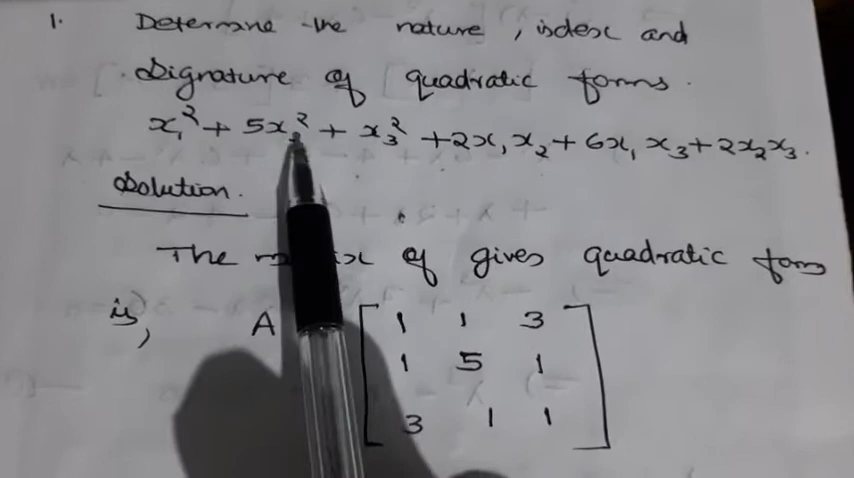 1. Determine the nature, index and
Signature of quadratic forms.
x₁² + 5x₂² + x₃² + 2x₁x₂ + 6x₁x₃ + 2x₂x₃.
Solution.
The of given quadratic form
is, A [1 1 3
1 5 1
3 1 1]